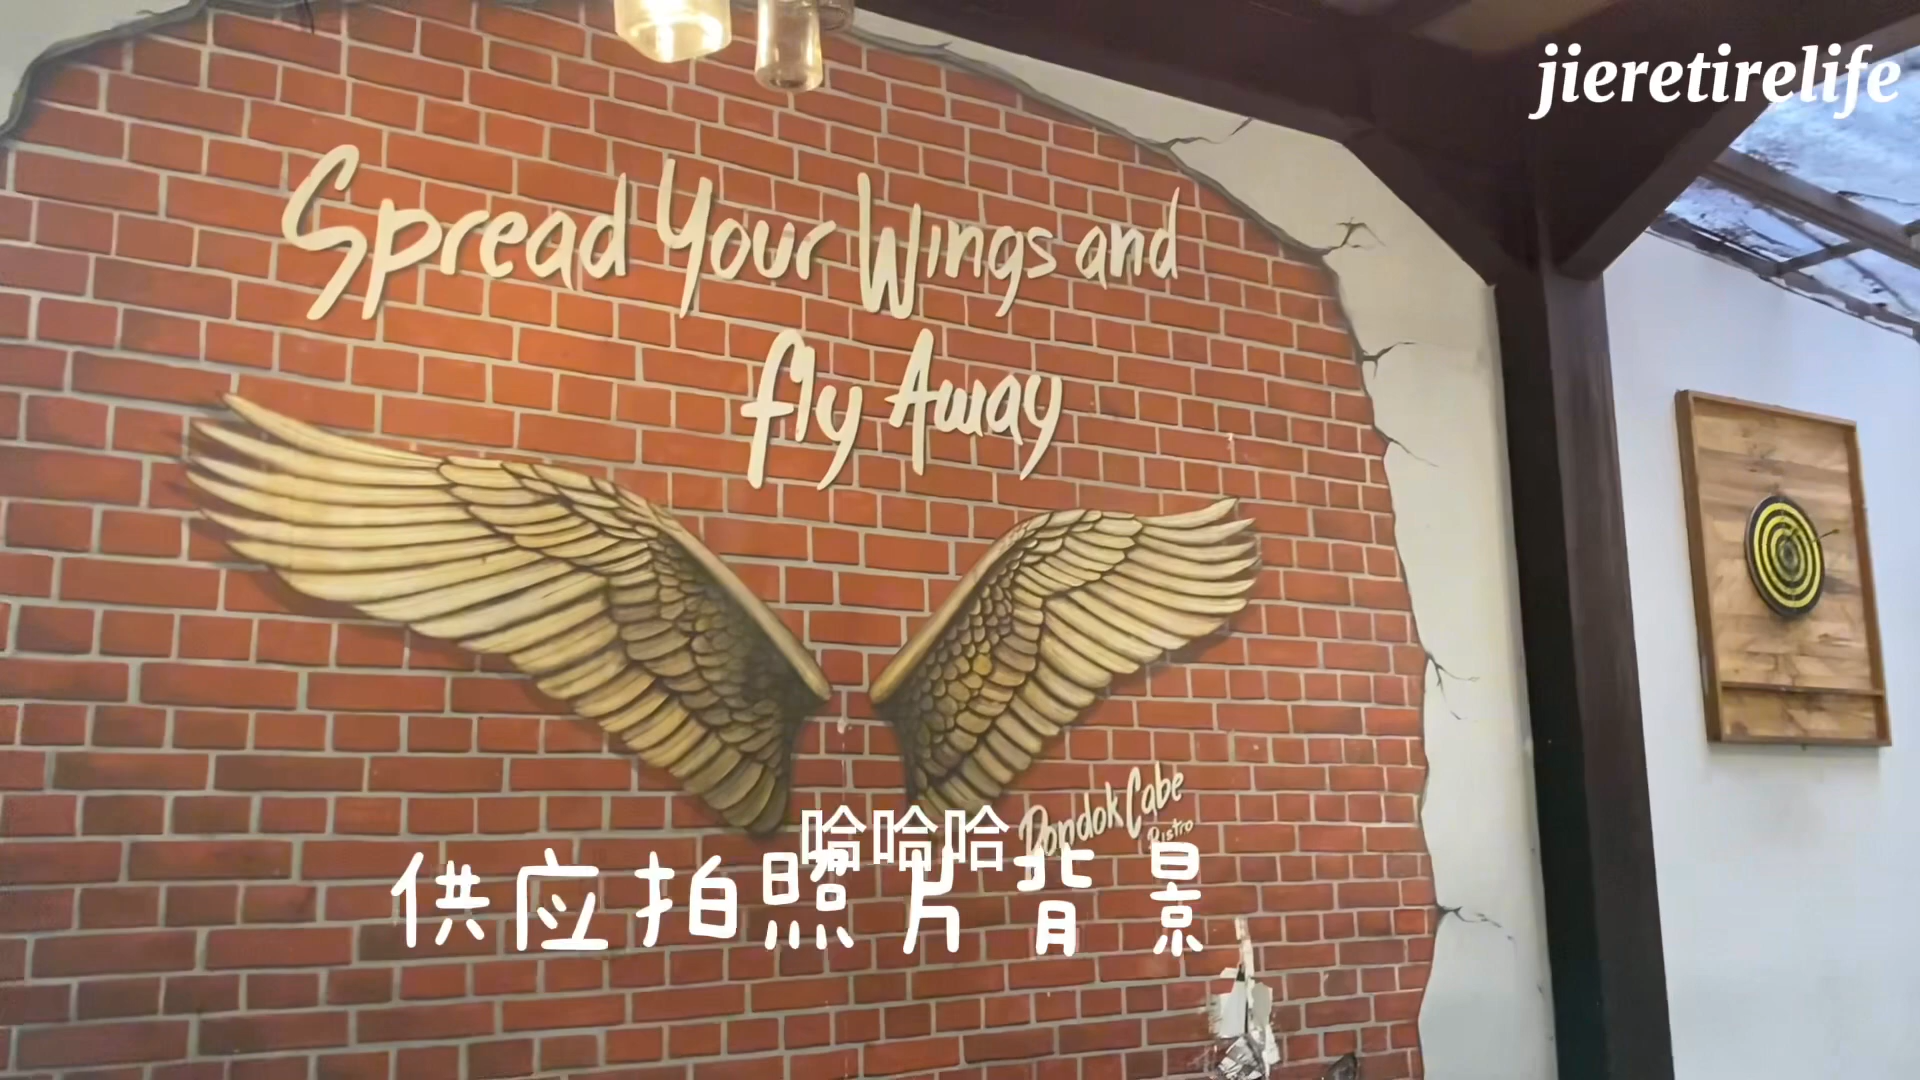 jieretirelife
Spread Your Wings and
fly Away
Pondok Cabe
Bistro
哈哈哈
供应拍照片背景